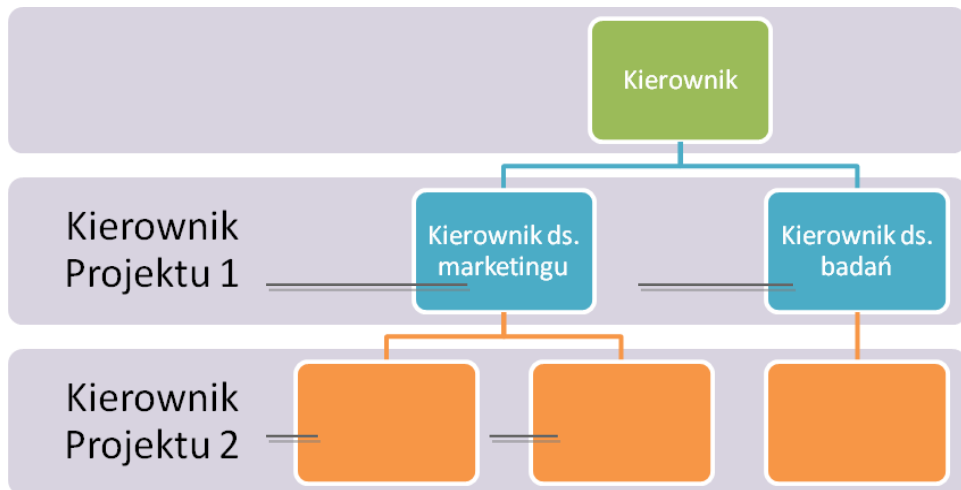 Kierownik
Kierownik
Projektu 1
Kierownik ds.
marketingu
Kierownik ds.
badań
Kierownik
Projektu 2